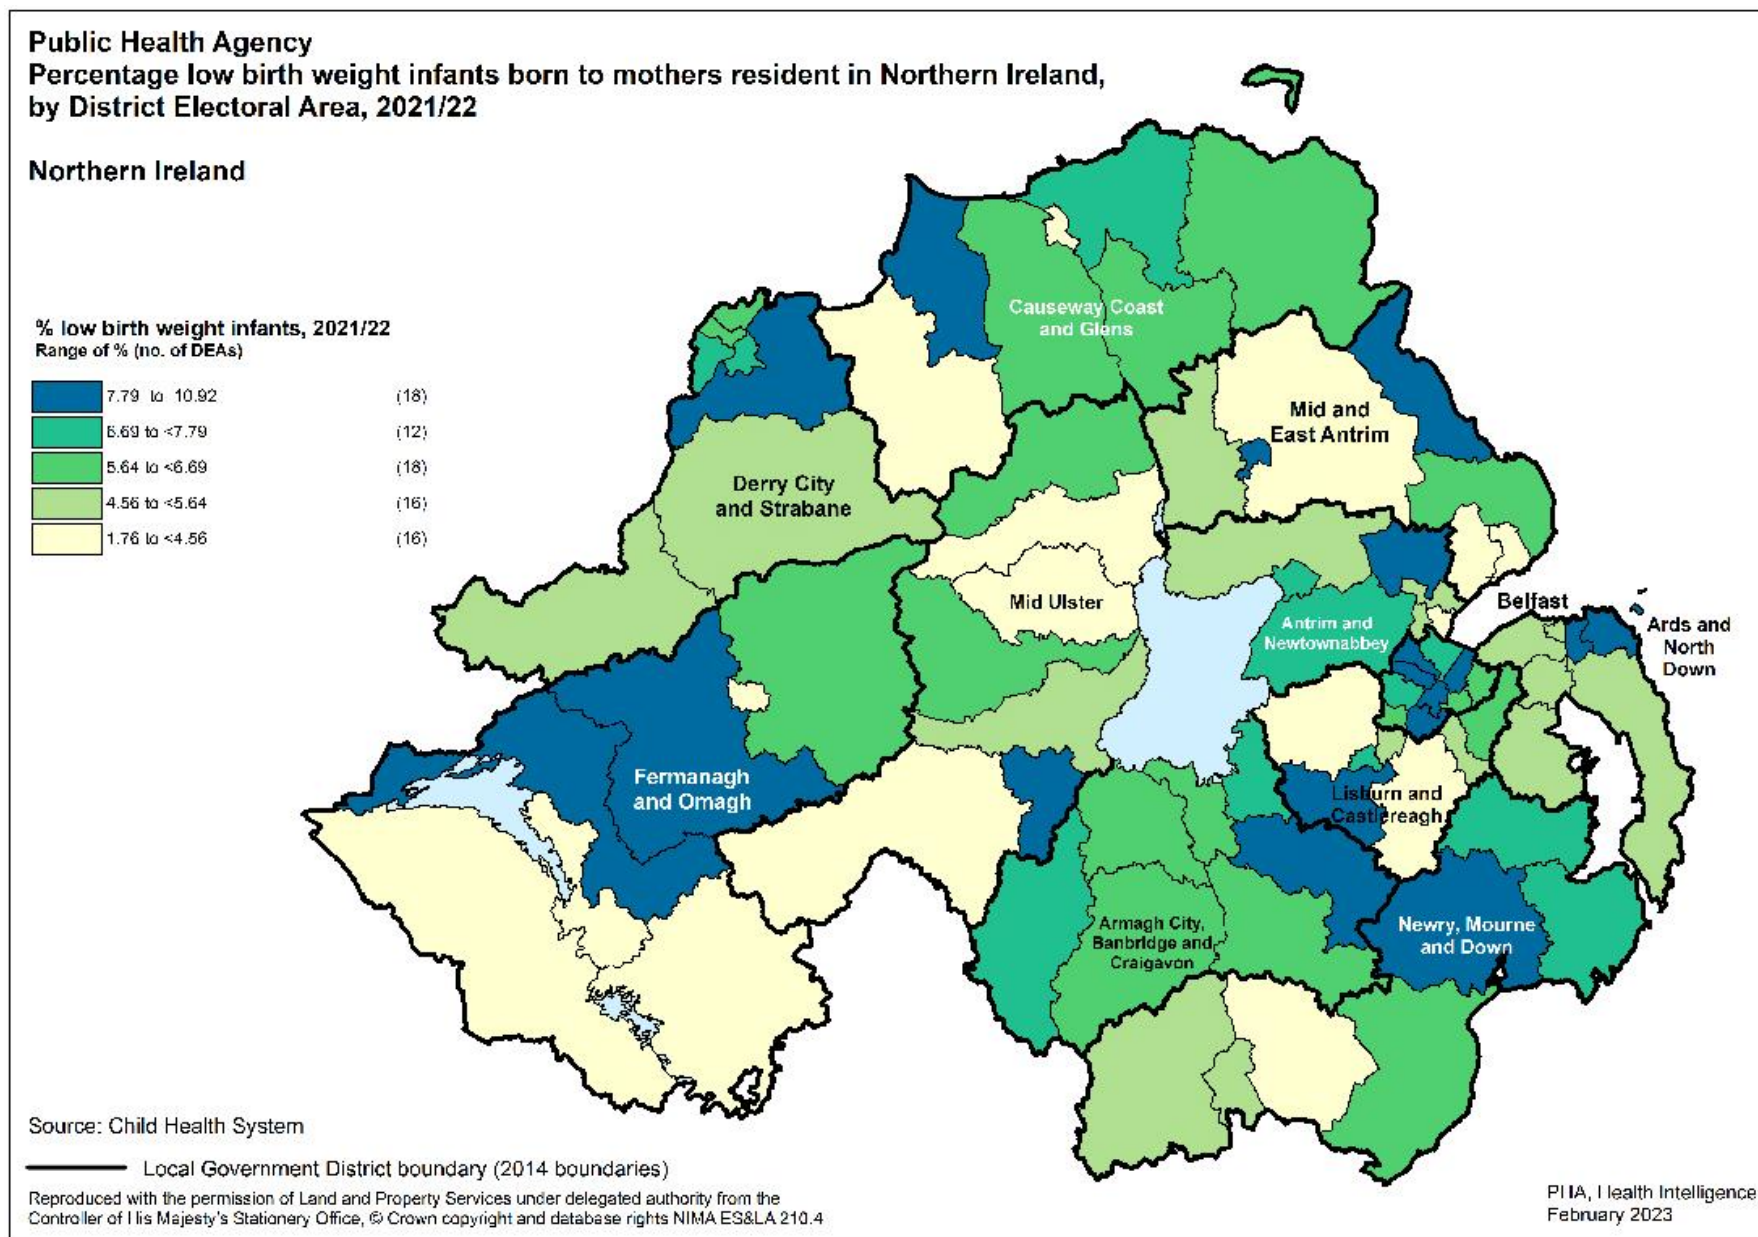 Public Health Agency
Percentage low birth weight infants born to mothers resident in Northern Ireland,
by District Electoral Area, 2021/22
Northern Ireland
% low birth weight infants, 2021/22
Range of % (no. of DEAs)
7.79 to 10.92 (18)
6.69 to <7.79 (12)
5.64 to <6.69 (18)
4.56 to <5.64 (16)
1.76 to <4.56 (16)
Causeway Coast
and Glens
Mid and
East Antrim
Derry City
and Strabane
Mid Ulster
Antrim and
Newtownabbey
Belfast
Ards and
North
Down
Fermanagh
and Omagh
Lisburn and
Castlereagh
Armagh City,
Banbridge and
Craigavon
Newry, Mourne
and Down
Source: Child Health System
Local Government District boundary (2014 boundaries)
Reproduced with the permission of Land and Property Services under delegated authority from the
Controller of His Majesty's Stationery Office, © Crown copyright and database rights NIMA ES&LA 210.4
PHA, Health Intelligence
February 2023